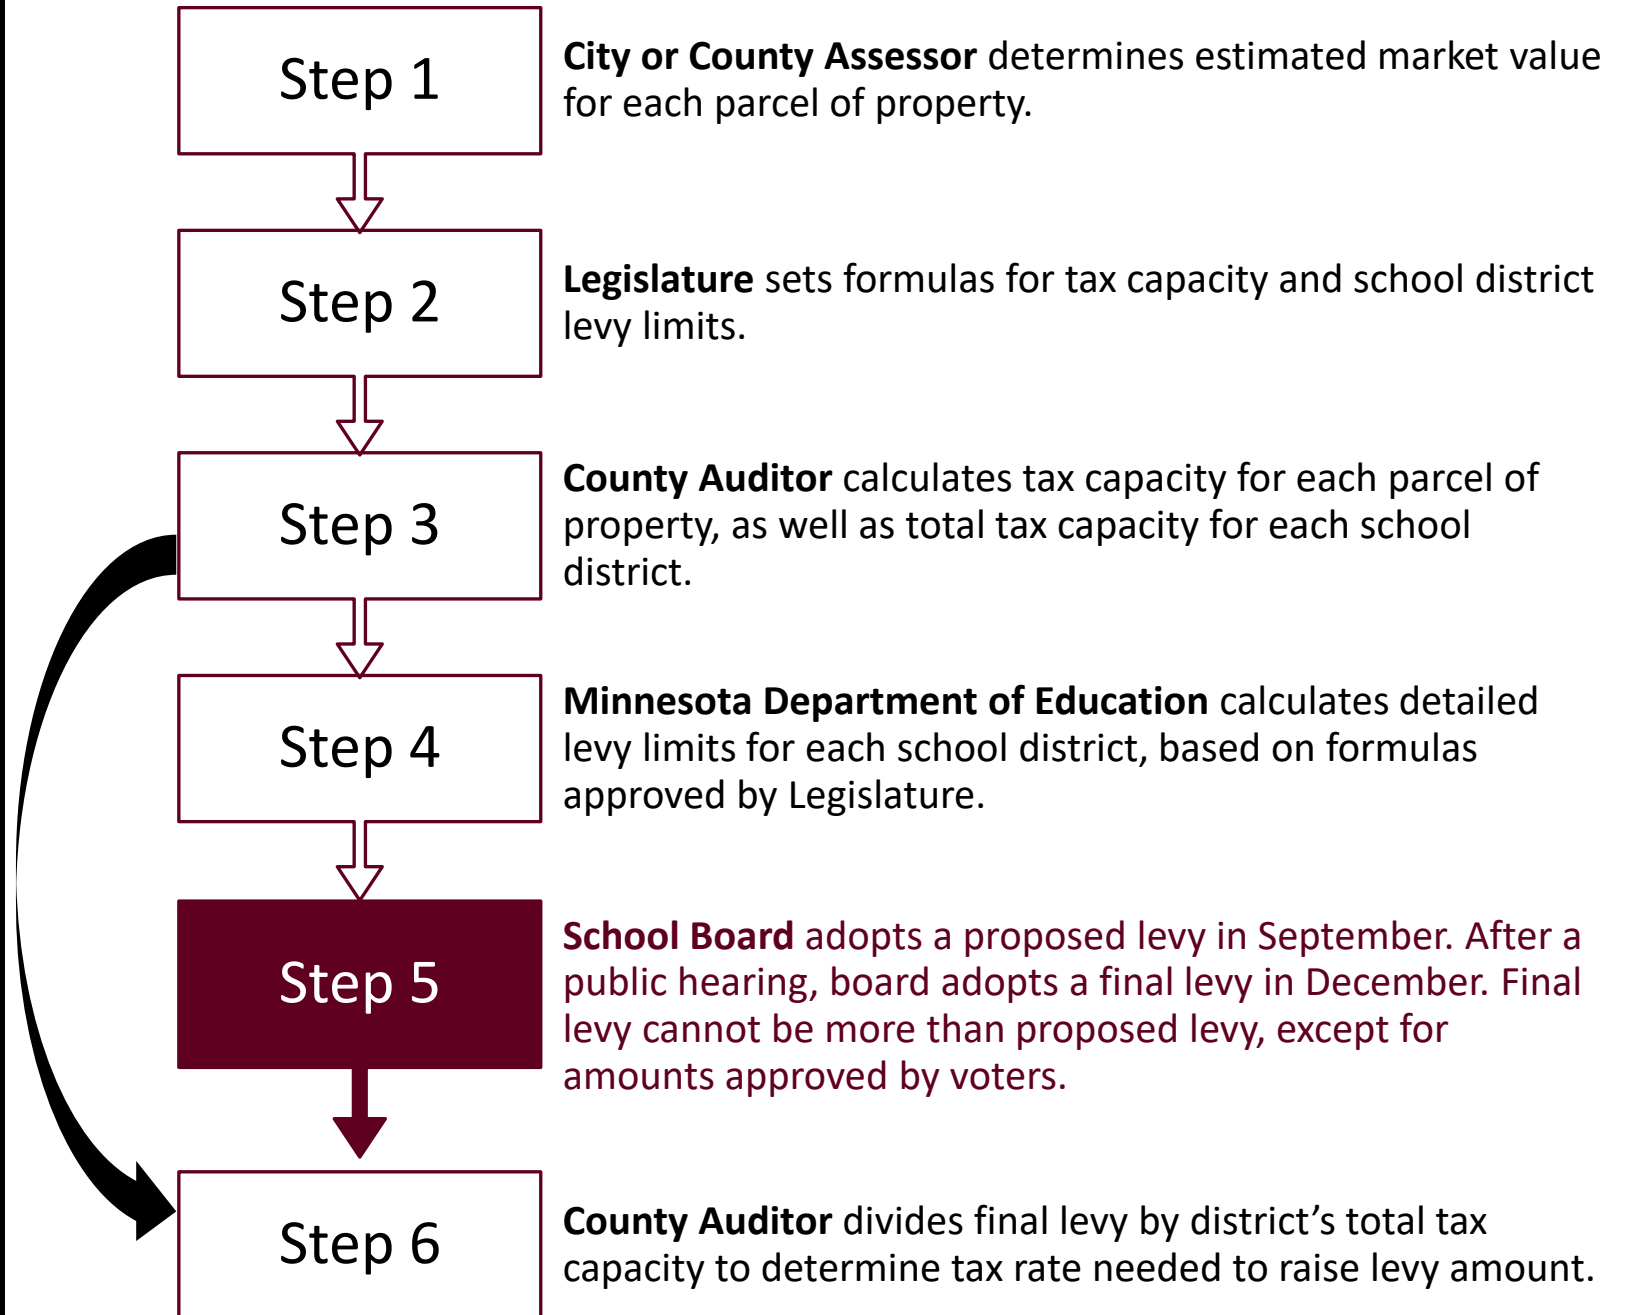 Step 1
City or County Assessor determines estimated market value
for each parcel of property.
Step 2
Legislature sets formulas for tax capacity and school district
levy limits.
Step 3
County Auditor calculates tax capacity for each parcel of
property, as well as total tax capacity for each school
district.
Step 4
Minnesota Department of Education calculates detailed
levy limits for each school district, based on formulas
approved by Legislature.
Step 5
School Board adopts a proposed levy in September. After a
public hearing, board adopts a final levy in December. Final
levy cannot be more than proposed levy, except for
amounts approved by voters.
Step 6
County Auditor divides final levy by district’s total tax
capacity to determine tax rate needed to raise levy amount.